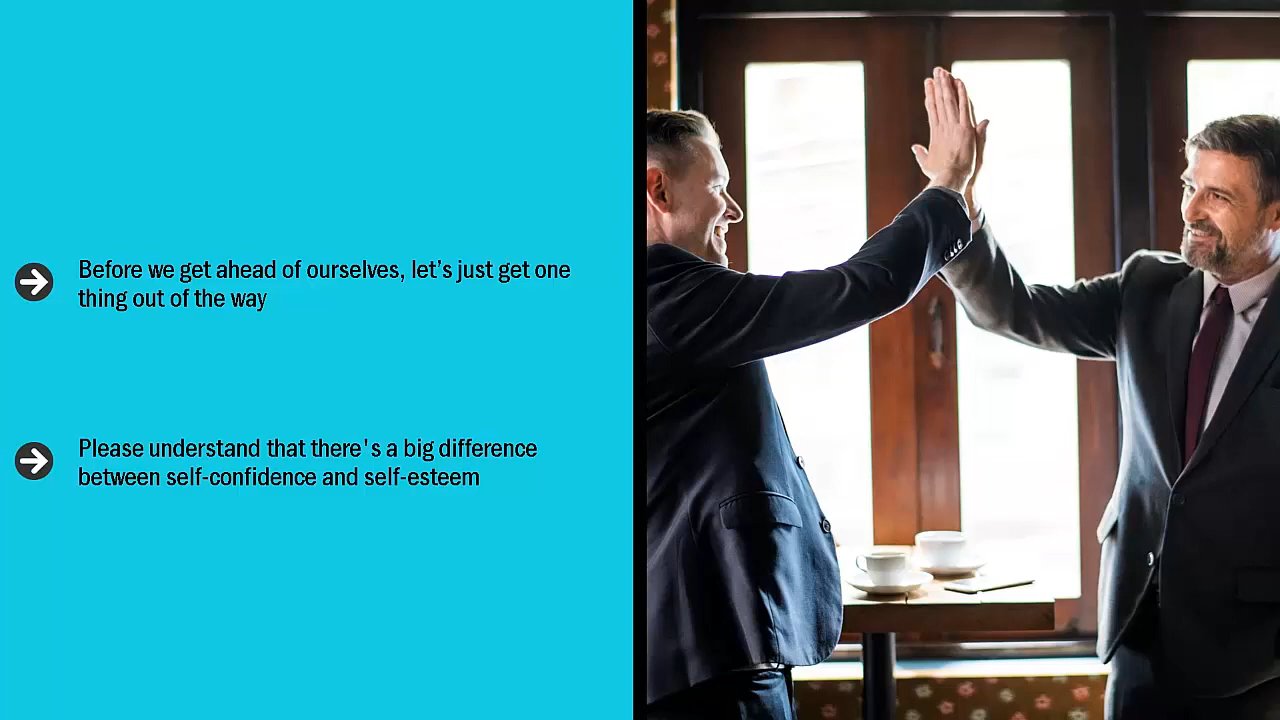 Before we get ahead of ourselves, let’s just get one
thing out of the way
Please understand that there's a big difference
between self-confidence and self-esteem